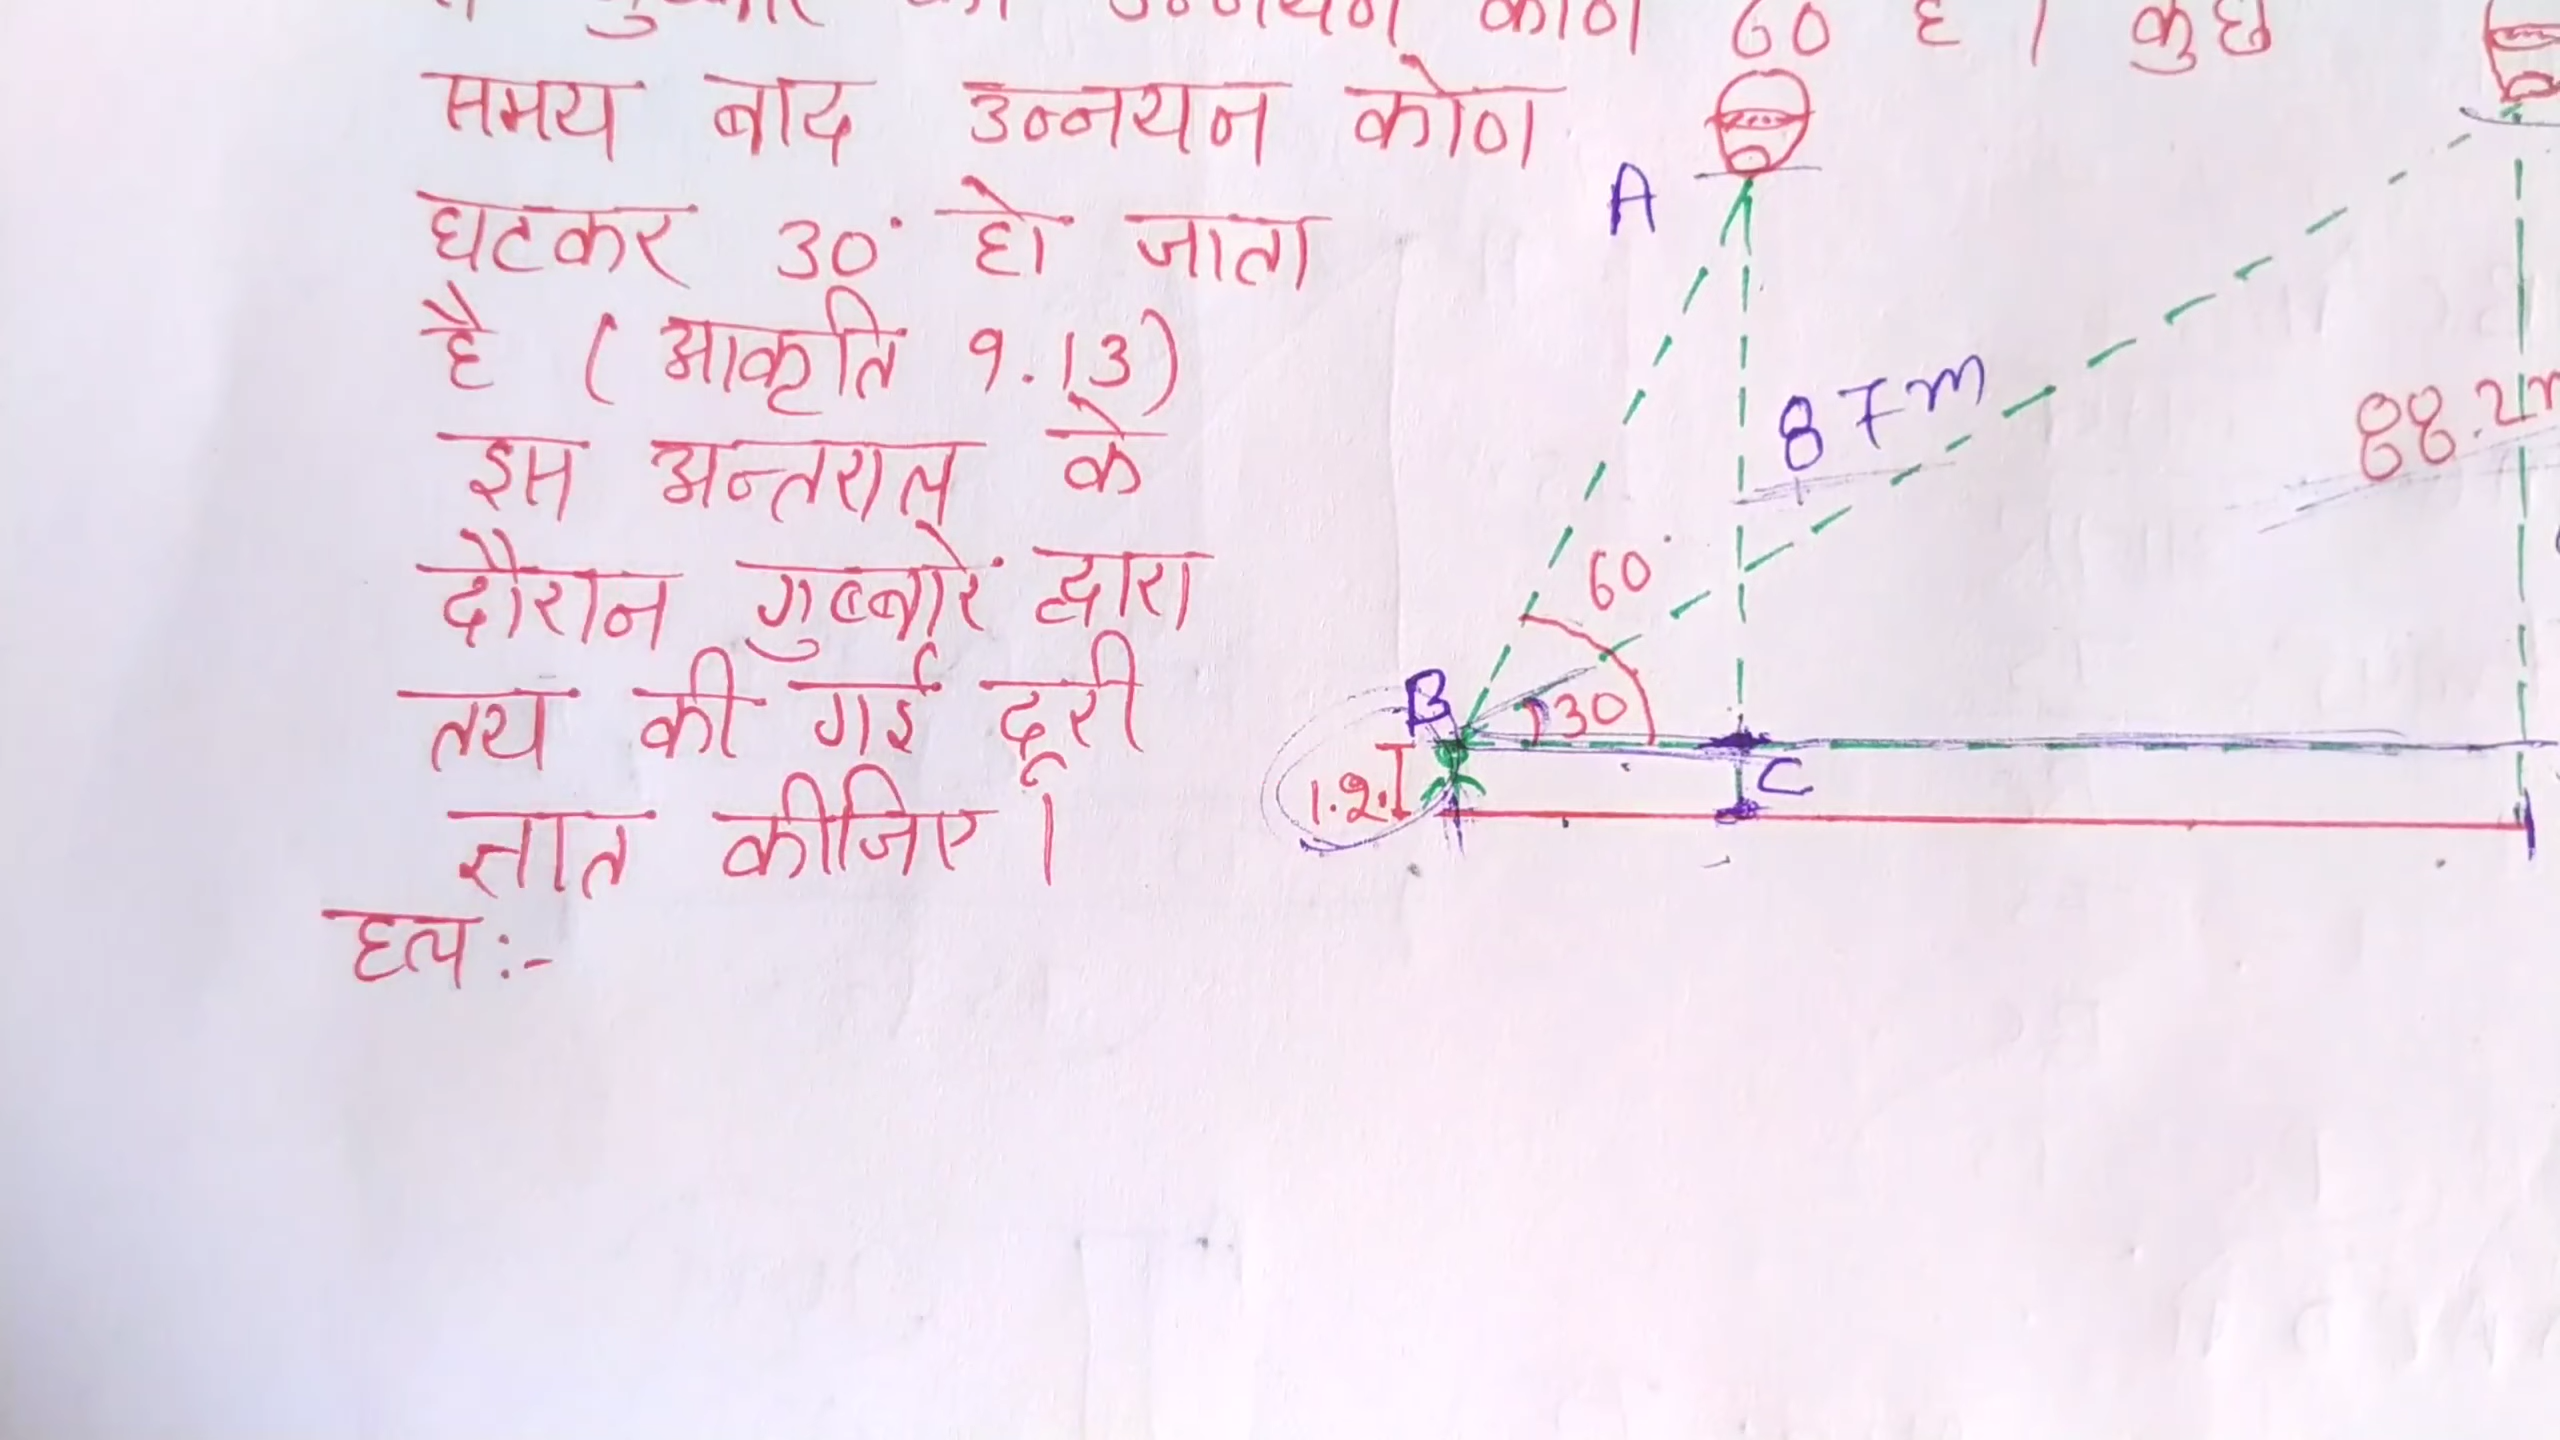 कोण 60 है । कुछ
समय बाद उन्नयन कोण
घटकर 30° हो जाता
है ( आकृति 9.13)
इस अन्तराल के
दौरान गुब्बारे द्वारा
तय की गई दूरी
ज्ञात कीजिए ।
हल :-
A
87m
88.2m
60°
B
30
1.2
C